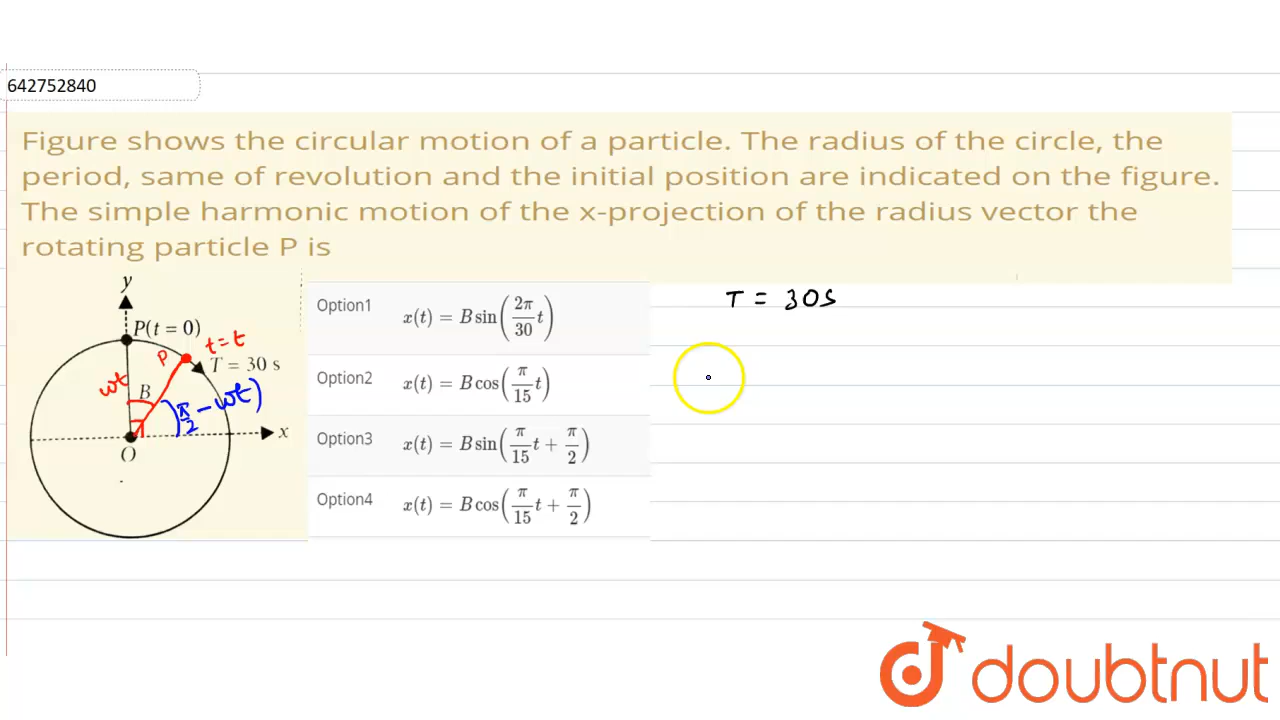 642752840
Figure shows the circular motion of a particle. The radius of the circle, the
period, same of revolution and the initial position are indicated on the figure.
The simple harmonic motion of the x-projection of the radius vector the
rotating particle P is
y
P(t = 0)
P
t = t
T = 30 s
ωt
B
π/2 - ωt)
x
O
Option1 x(t) = B sin(2π/30 t)
Option2 x(t) = B cos(π/15 t)
Option3 x(t) = B sin(π/15 t + π/2)
Option4 x(t) = B cos(π/15 t + π/2)
T = 30s
doubtnut